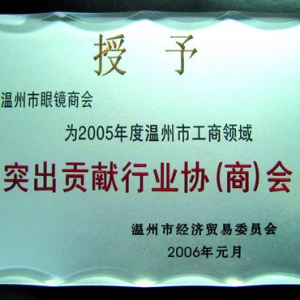 授予
温州市眼镜商会
为2005年度温州市工商领域
突出贡献行业协(商)会
温州市经济贸易委员会
2006年元月